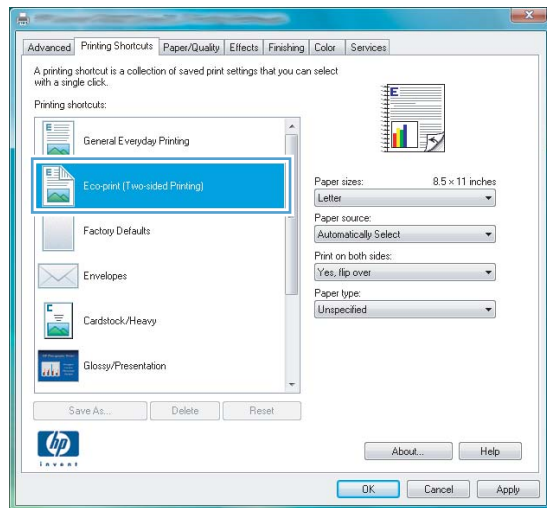 Advanced Printing Shortcuts Paper/Quality Effects Finishing Color Services
A printing shortcut is a collection of saved print settings that you can select
with a single click.
Printing shortcuts:
General Everyday Printing
Eco-print (Two-sided Printing)
Factory Defaults
Envelopes
Cardstock/Heavy
Glossy/Presentation
Save As... Delete Reset
E
Paper sizes: 8.5 × 11 inches
Letter
Paper source:
Automatically Select
Print on both sides:
Yes, flip over
Paper type:
Unspecified
hp
invent
About... Help
OK Cancel Apply